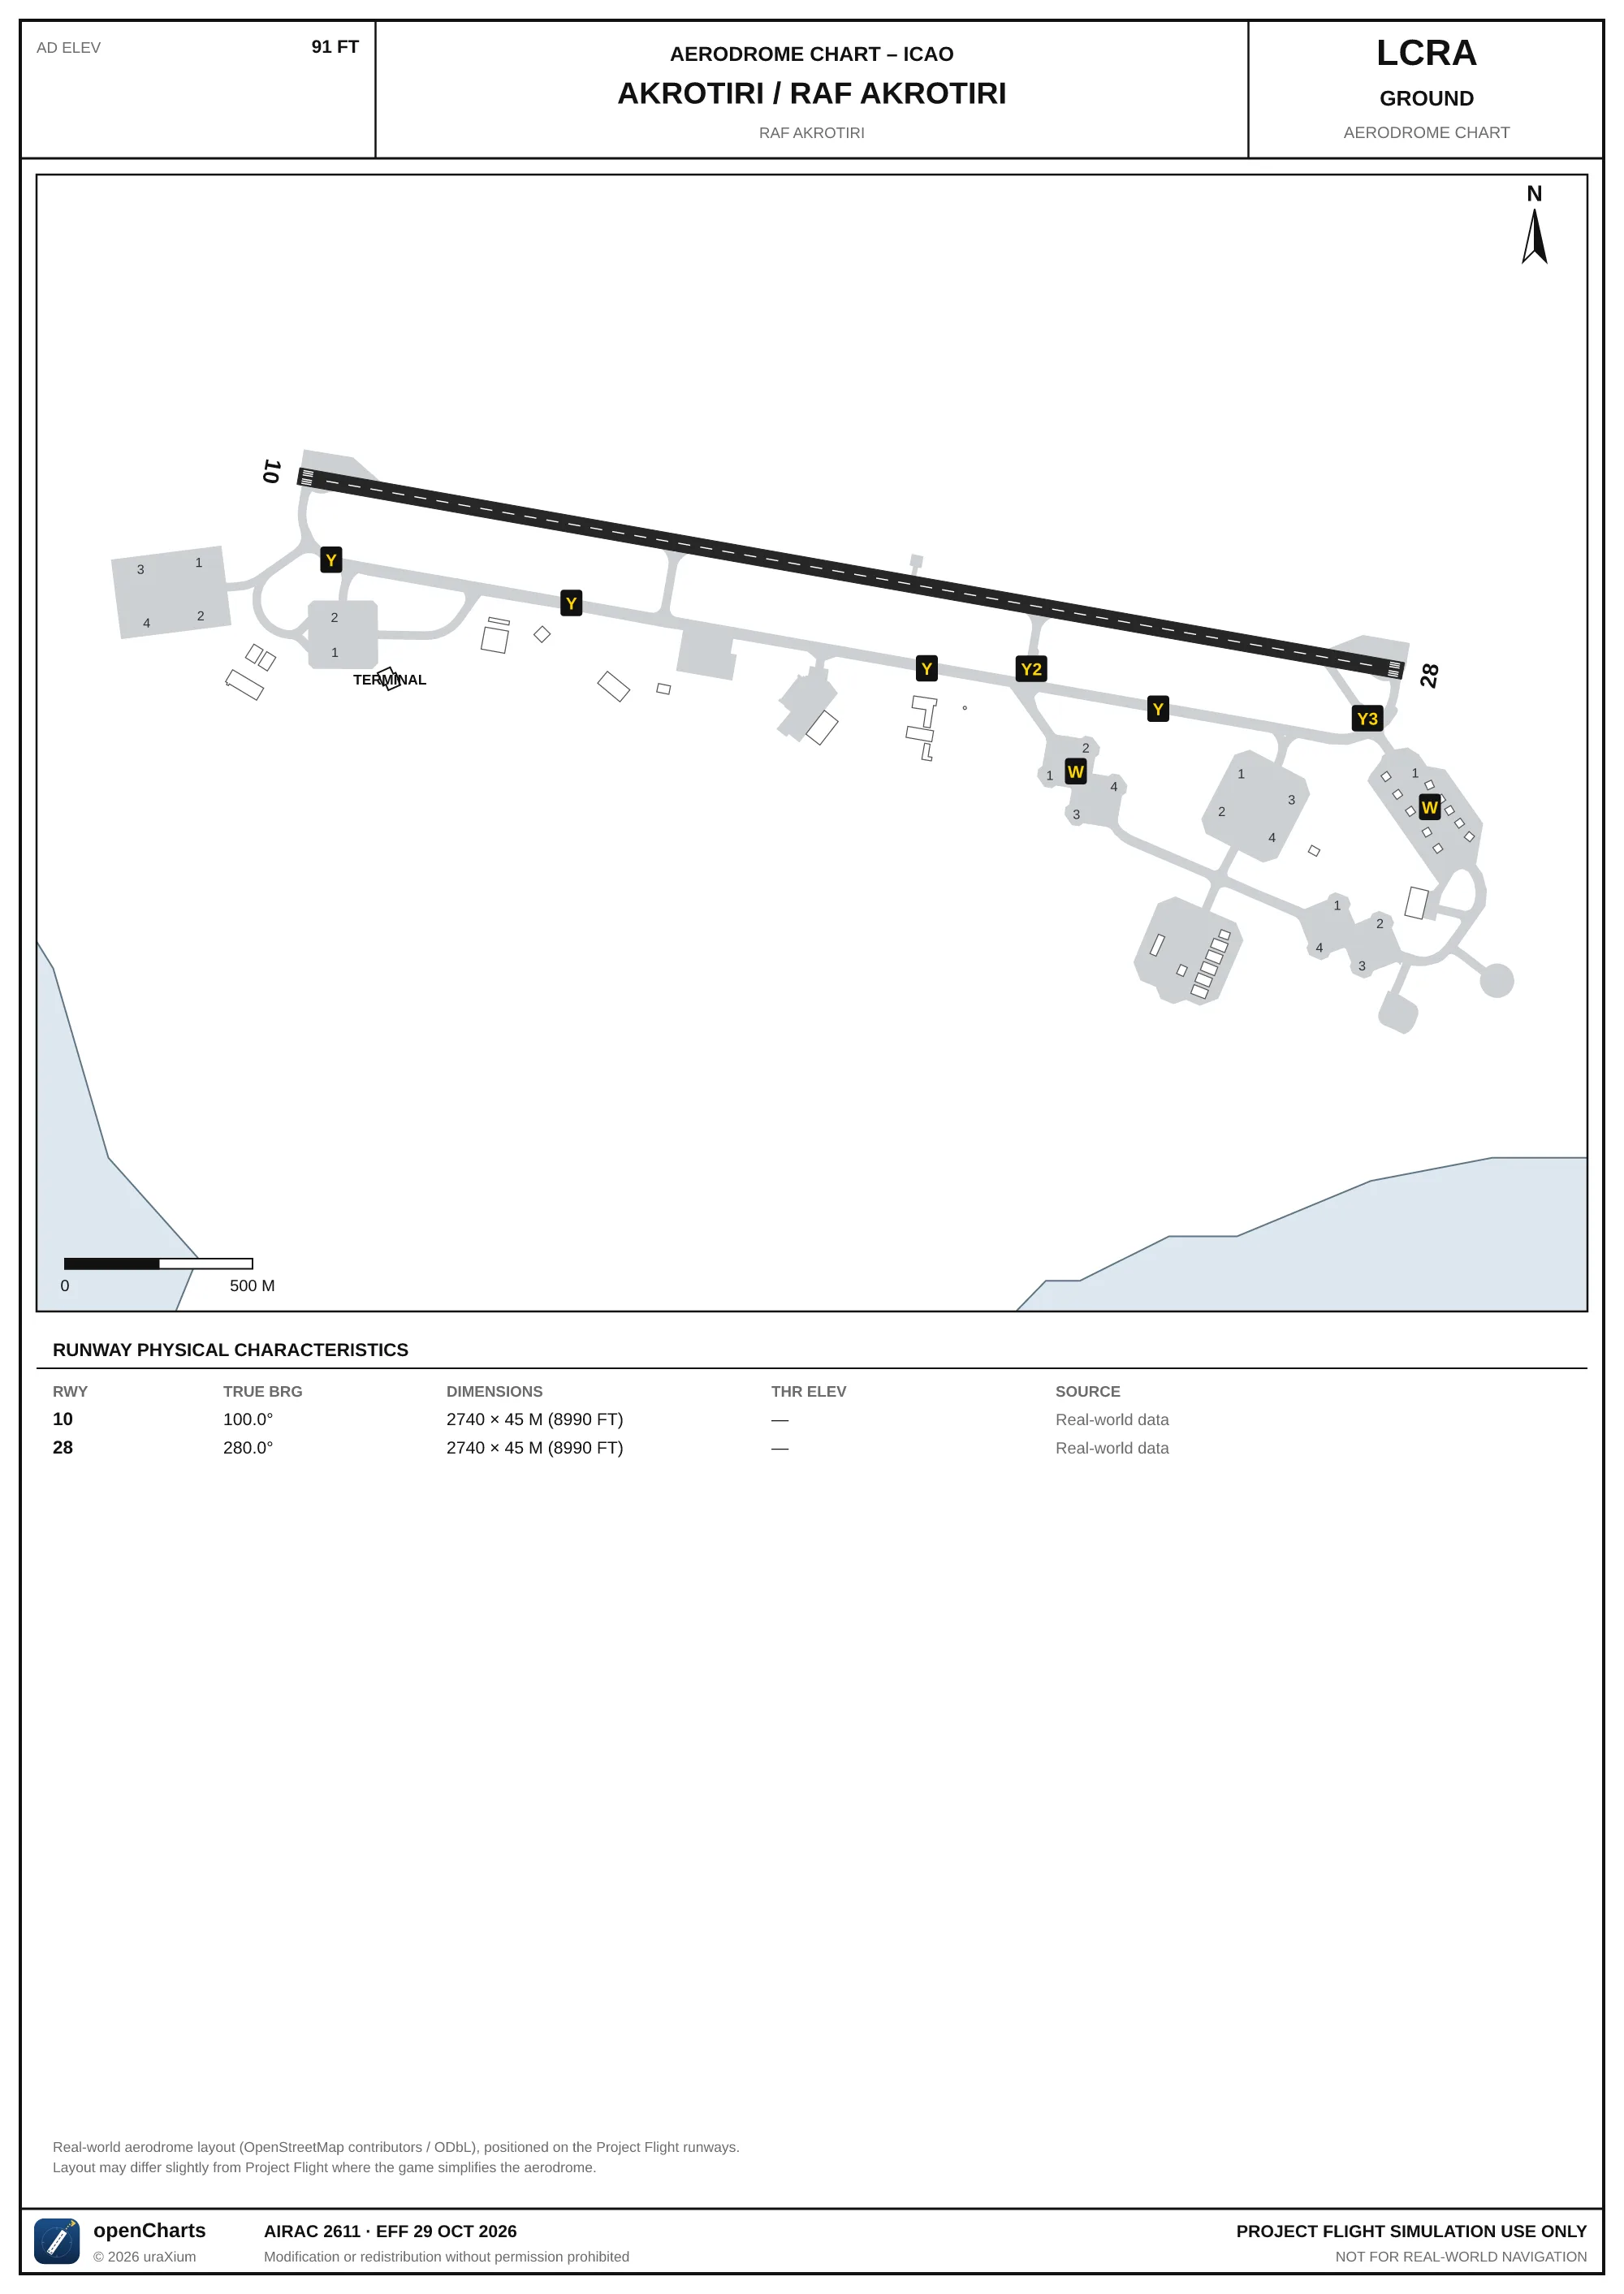 AD ELEV 91 FT
AERODROME CHART – ICAO
AKROTIRI / RAF AKROTIRI
RAF AKROTIRI
LCRA
GROUND
AERODROME CHART
N
10
28
Y
Y
Y
Y2
Y
Y3
W
W
3 1
4 2
2
1
TERMINAL
2
1
4
3
1
3
2
4
1
1
2
4
3
0 500 M
RUNWAY PHYSICAL CHARACTERISTICS
RWY TRUE BRG DIMENSIONS THR ELEV SOURCE
10 100.0° 2740 × 45 M (8990 FT) — Real-world data
28 280.0° 2740 × 45 M (8990 FT) — Real-world data
Real-world aerodrome layout (OpenStreetMap contributors / ODbL), positioned on the Project Flight runways.
Layout may differ slightly from Project Flight where the game simplifies the aerodrome.
openCharts
© 2026 uraXium
AIRAC 2611 · EFF 29 OCT 2026
Modification or redistribution without permission prohibited
PROJECT FLIGHT SIMULATION USE ONLY
NOT FOR REAL-WORLD NAVIGATION